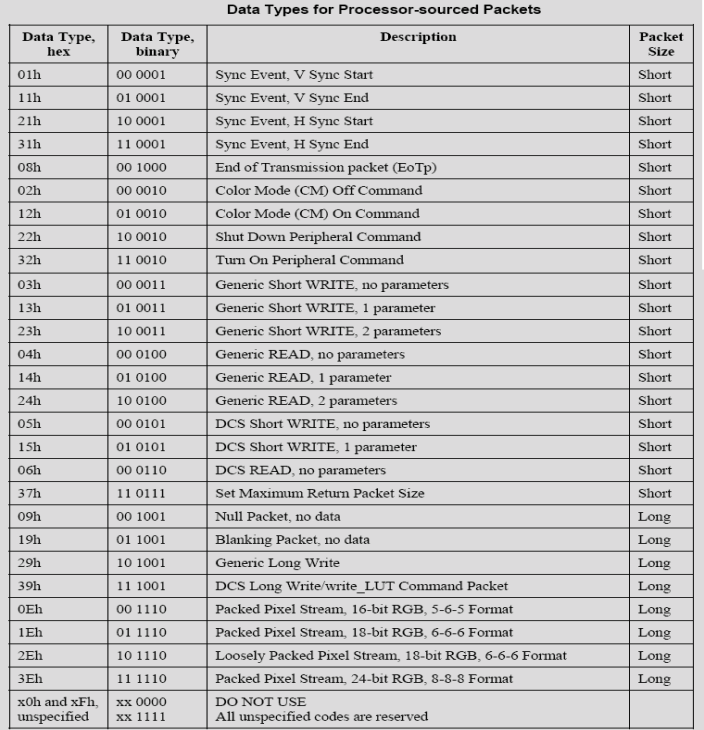 Data Types for Processor-sourced Packets
Data Type, hex Data Type, binary Description Packet Size
01h 00 0001 Sync Event, V Sync Start Short
11h 01 0001 Sync Event, V Sync End Short
21h 10 0001 Sync Event, H Sync Start Short
31h 11 0001 Sync Event, H Sync End Short
08h 00 1000 End of Transmission packet (EoTp) Short
02h 00 0010 Color Mode (CM) Off Command Short
12h 01 0010 Color Mode (CM) On Command Short
22h 10 0010 Shut Down Peripheral Command Short
32h 11 0010 Turn On Peripheral Command Short
03h 00 0011 Generic Short WRITE, no parameters Short
13h 01 0011 Generic Short WRITE, 1 parameter Short
23h 10 0011 Generic Short WRITE, 2 parameters Short
04h 00 0100 Generic READ, no parameters Short
14h 01 0100 Generic READ, 1 parameter Short
24h 10 0100 Generic READ, 2 parameters Short
05h 00 0101 DCS Short WRITE, no parameters Short
15h 01 0101 DCS Short WRITE, 1 parameter Short
06h 00 0110 DCS READ, no parameters Short
37h 11 0111 Set Maximum Return Packet Size Short
09h 00 1001 Null Packet, no data Long
19h 01 1001 Blanking Packet, no data Long
29h 10 1001 Generic Long Write Long
39h 11 1001 DCS Long Write/write_LUT Command Packet Long
0Eh 00 1110 Packed Pixel Stream, 16-bit RGB, 5-6-5 Format Long
1Eh 01 1110 Packed Pixel Stream, 18-bit RGB, 6-6-6 Format Long
2Eh 10 1110 Loosely Packed Pixel Stream, 18-bit RGB, 6-6-6 Format Long
3Eh 11 1110 Packed Pixel Stream, 24-bit RGB, 8-8-8 Format Long
x0h and xFh, xx 0000 DO NOT USE
unspecified xx 1111 All unspecified codes are reserved